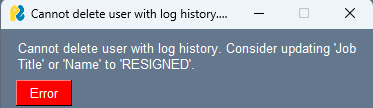 Cannot delete user with log history....
Cannot delete user with log history. Consider updating 'Job
Title' or 'Name' to 'RESIGNED'.
Error